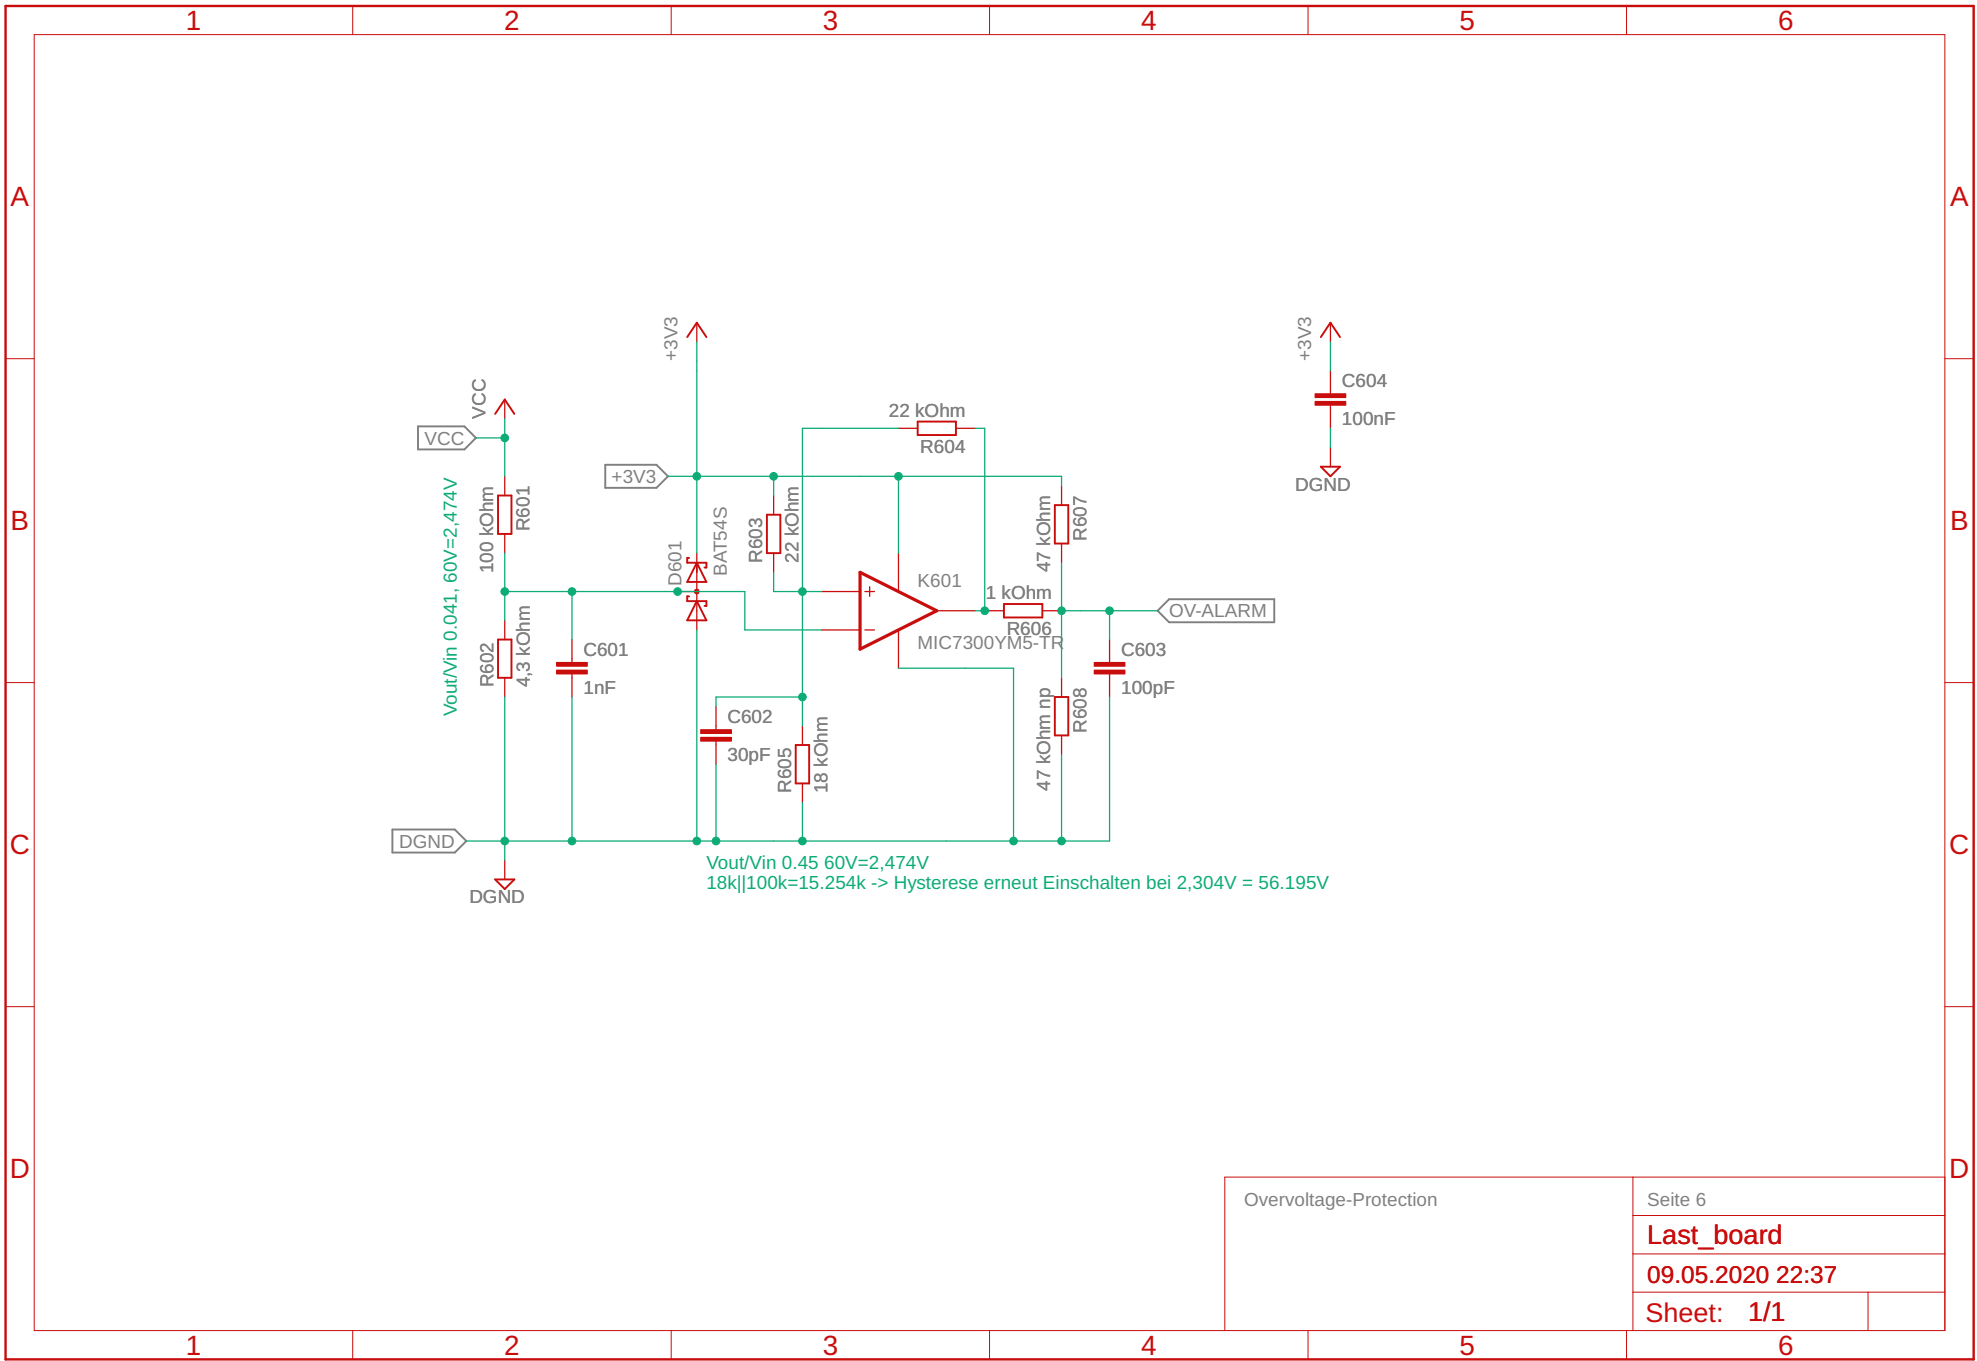 1 2 3 4 5 6
A A
+3V3
+3V3
VCC
C604
100nF
22 kOhm
R604
VCC
+3V3
DGND
B B
Vout/Vin 0.041, 60V=2,474V
100 kOhm
R601
D601
BAT54S
R603
22 kOhm
47 kOhm
R607
K601
+
−
1 kOhm
R606
MIC7300YM5-TR
OV-ALARM
R602
4,3 kOhm
C601
1nF
C603
100pF
C602
30pF
R605
18 kOhm
47 kOhm np
R608
C C
DGND
DGND
Vout/Vin 0.45 60V=2,474V
18k||100k=15.254k -> Hysterese erneut Einschalten bei 2,304V = 56.195V
D D
Overvoltage-Protection
Seite 6
Last_board
09.05.2020 22:37
Sheet: 1/1
1 2 3 4 5 6